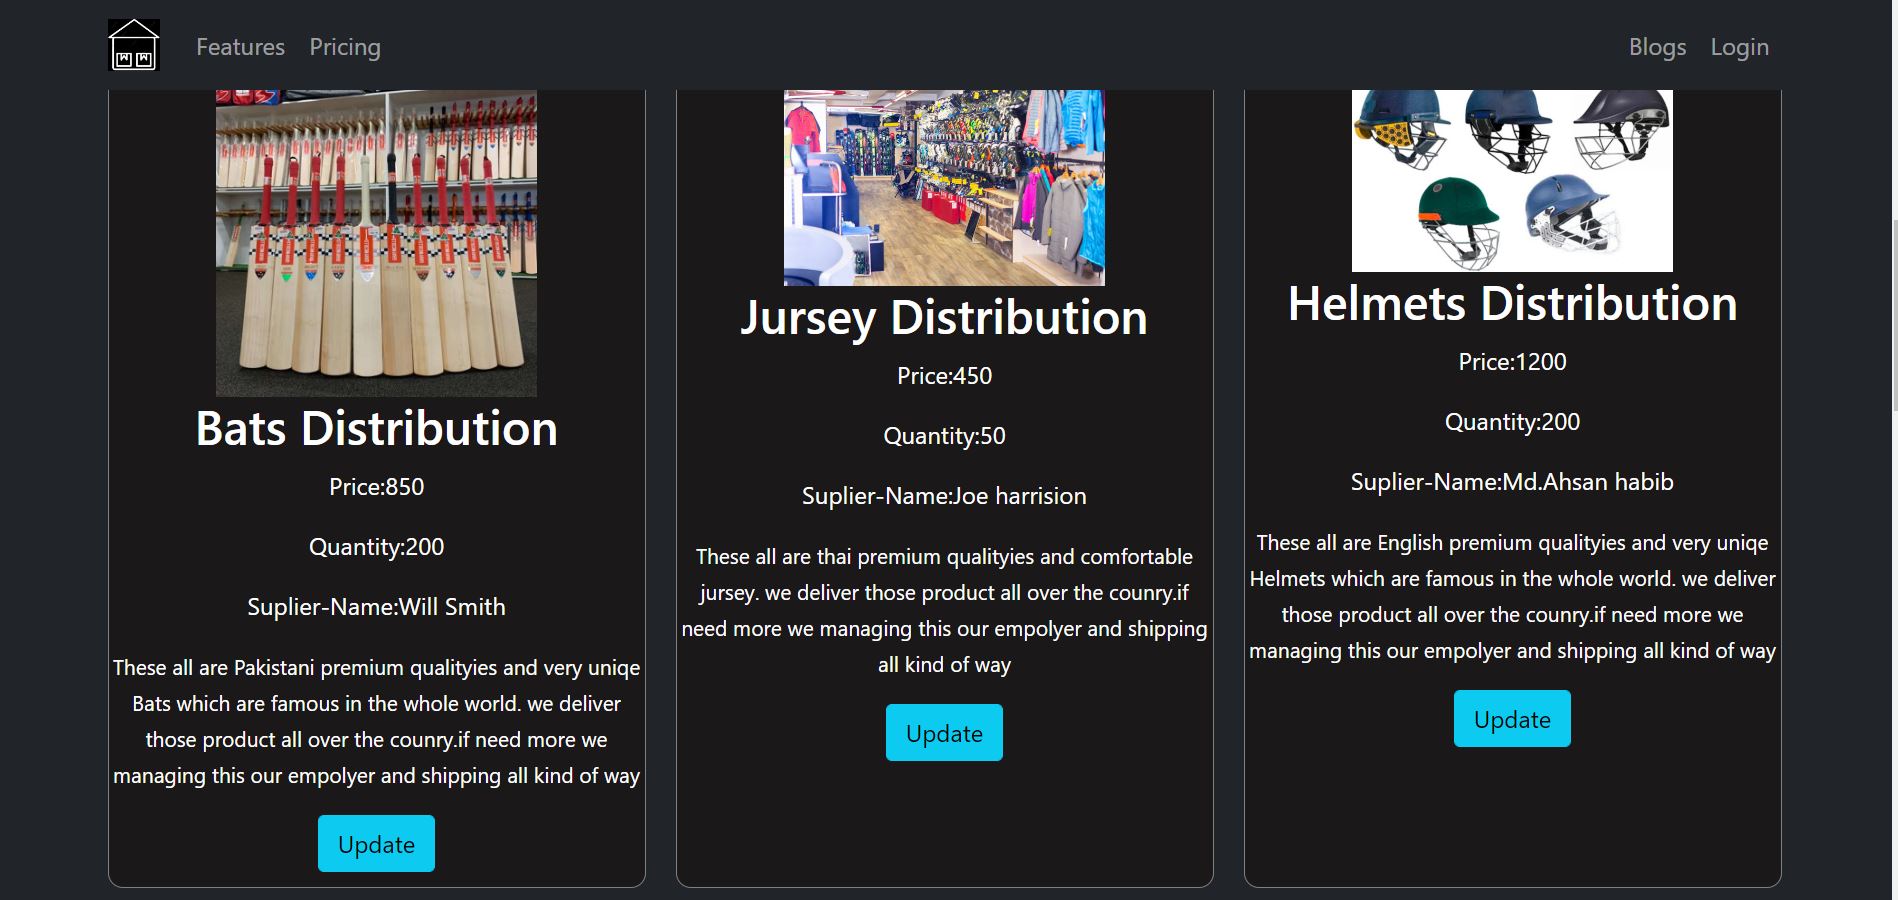 Features Pricing Blogs Login
Bats Distribution
Price:850
Quantity:200
Suplier-Name:Will Smith
These all are Pakistani premium qualityies and very uniqe
Bats which are famous in the whole world. we deliver
those product all over the counry.if need more we
managing this our empolyer and shipping all kind of way
Update
Jursey Distribution
Price:450
Quantity:50
Suplier-Name:Joe harrision
These all are thai premium qualityies and comfortable
jursey. we deliver those product all over the counry.if
need more we managing this our empolyer and shipping
all kind of way
Update
Helmets Distribution
Price:1200
Quantity:200
Suplier-Name:Md.Ahsan habib
These all are English premium qualityies and very uniqe
Helmets which are famous in the whole world. we deliver
those product all over the counry.if need more we
managing this our empolyer and shipping all kind of way
Update